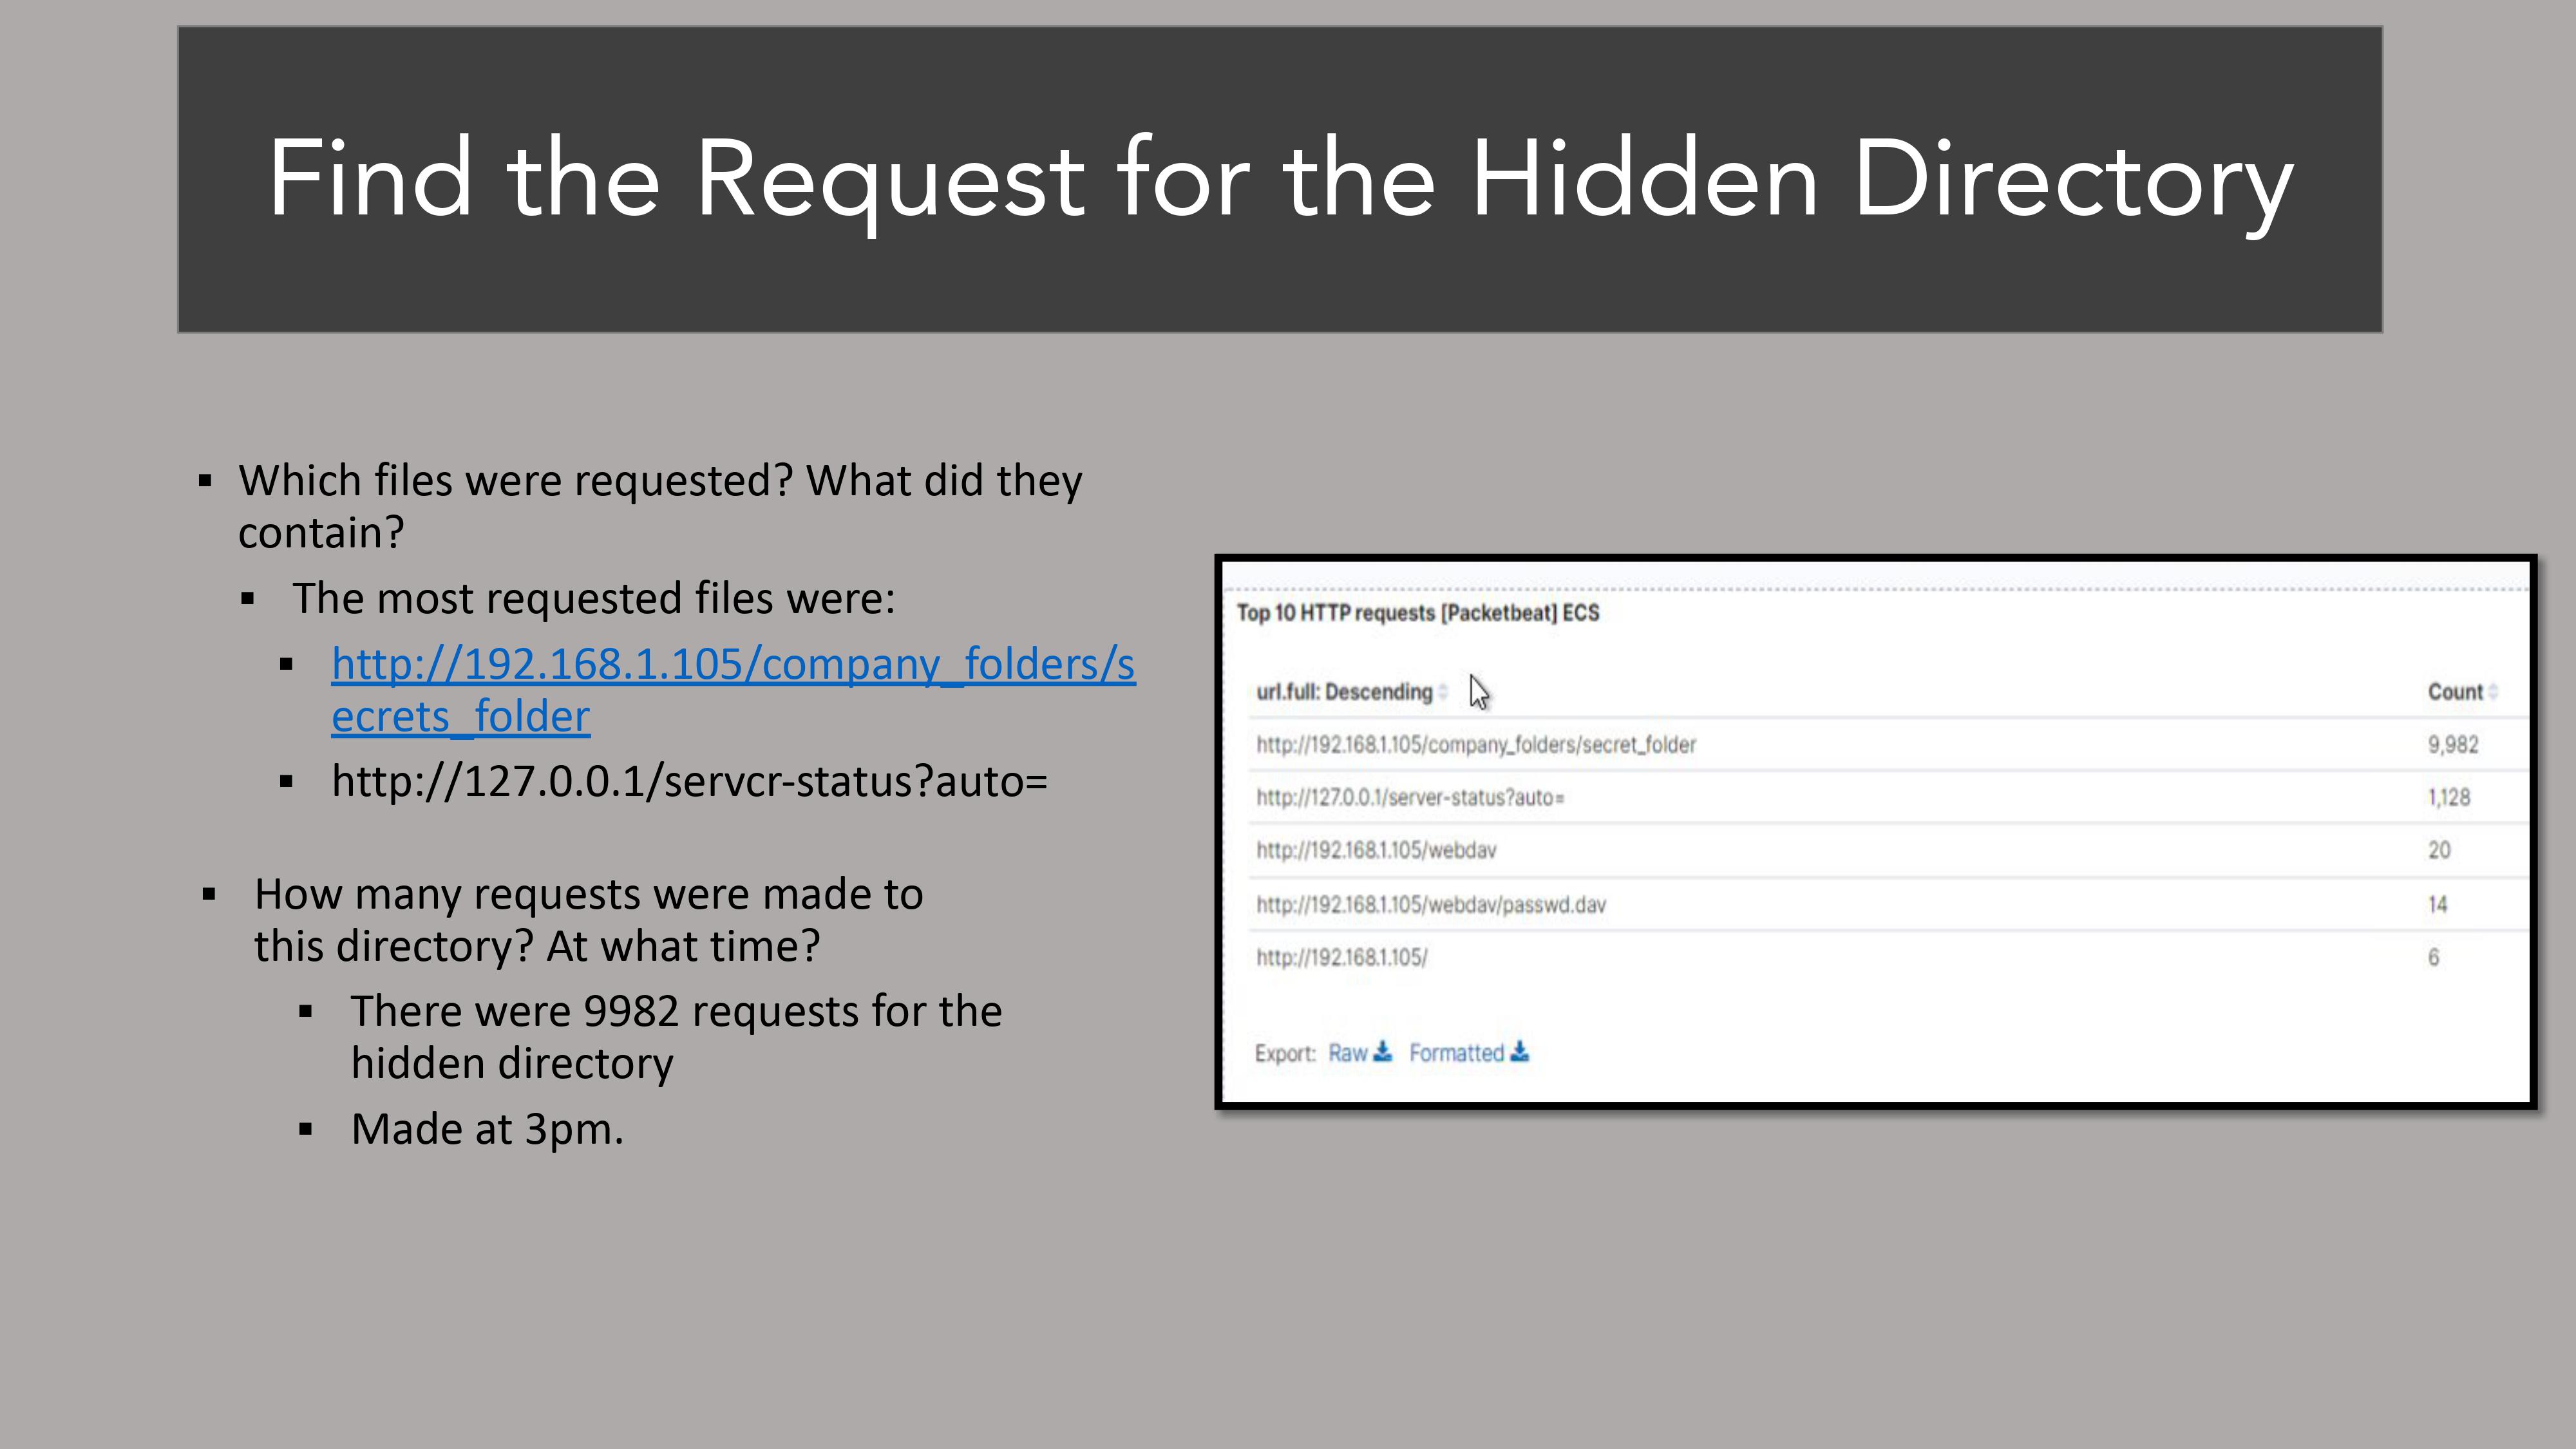 Find the Request for the Hidden Directory
▪ Which files were requested? What did they
contain?
▪ The most requested files were:
▪ http://192.168.1.105/company_folders/s
ecrets_folder
▪ http://127.0.0.1/servcr-status?auto=
▪ How many requests were made to
this directory? At what time?
▪ There were 9982 requests for the
hidden directory
▪ Made at 3pm.
Top 10 HTTP requests [Packetbeat] ECS
url.full: Descending Count
http://192.168.1.105/company_folders/secret_folder 9,982
http://127.0.0.1/server-status?auto= 1,128
http://192.168.1.105/webdav 20
http://192.168.1.105/webdav/passwd.dav 14
http://192.168.1.105/ 6
Export: Raw Formatted